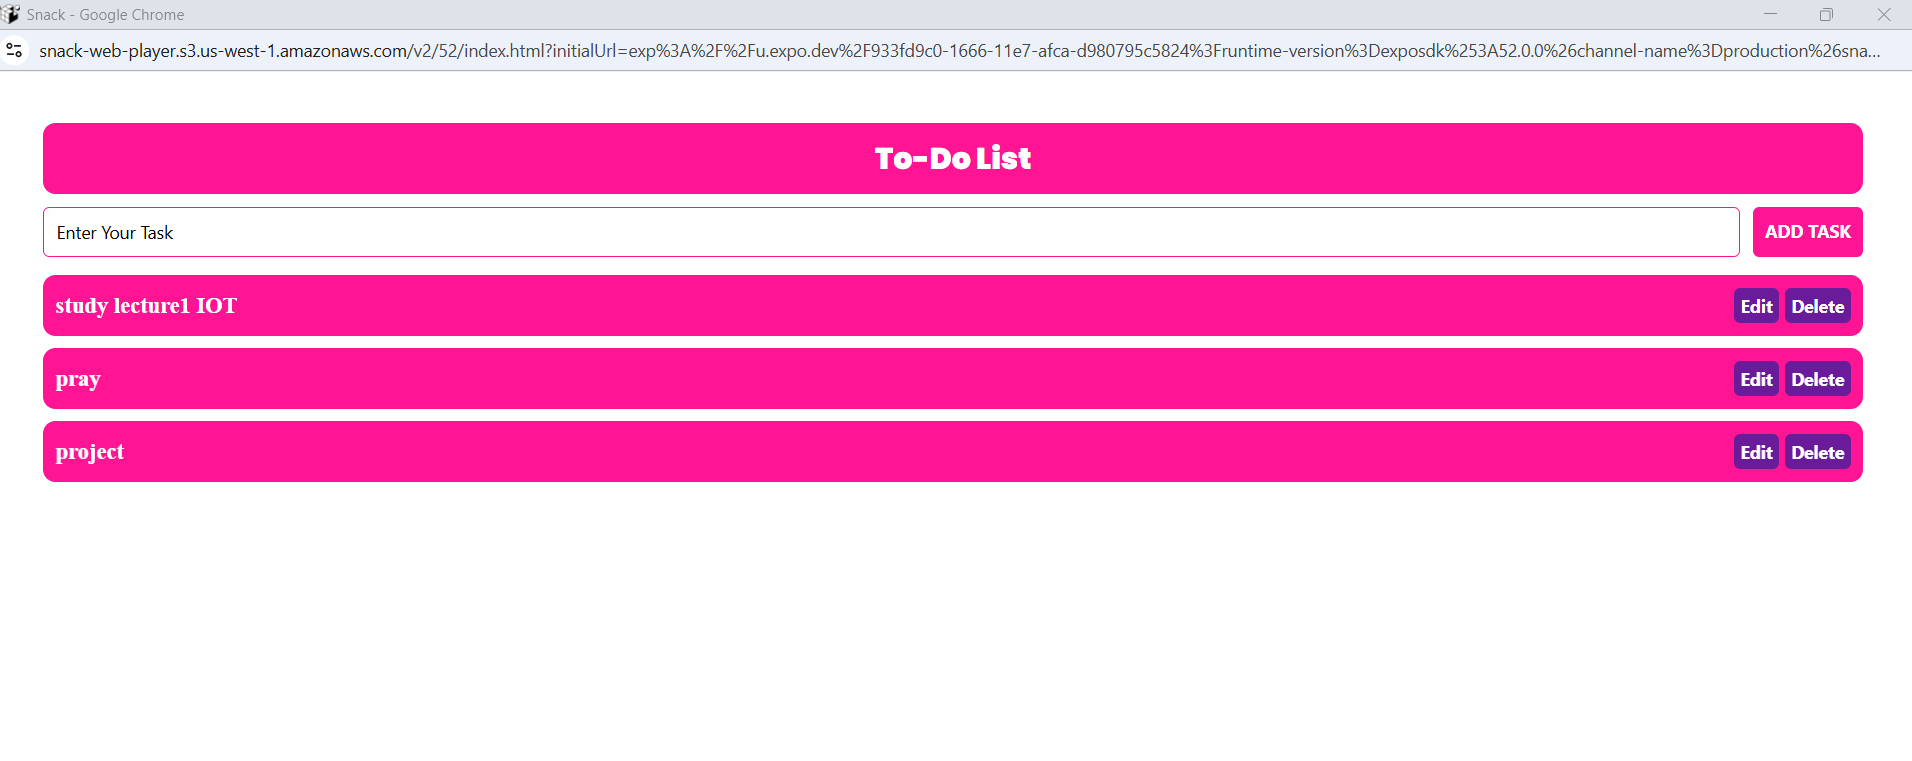 Snack - Google Chrome
snack-web-player.s3.us-west-1.amazonaws.com/v2/52/index.html?initialUrl=exp%3A%2F%2Fu.expo.dev%2F933fd9c0-1666-11e7-afca-d980795c5824%3Fruntime-version%3Dexposdk%253A52.0.0%26channel-name%3Dproduction%26sna...
To-Do List
Enter Your Task ADD TASK
study lecture1 IOT Edit Delete
pray Edit Delete
project Edit Delete